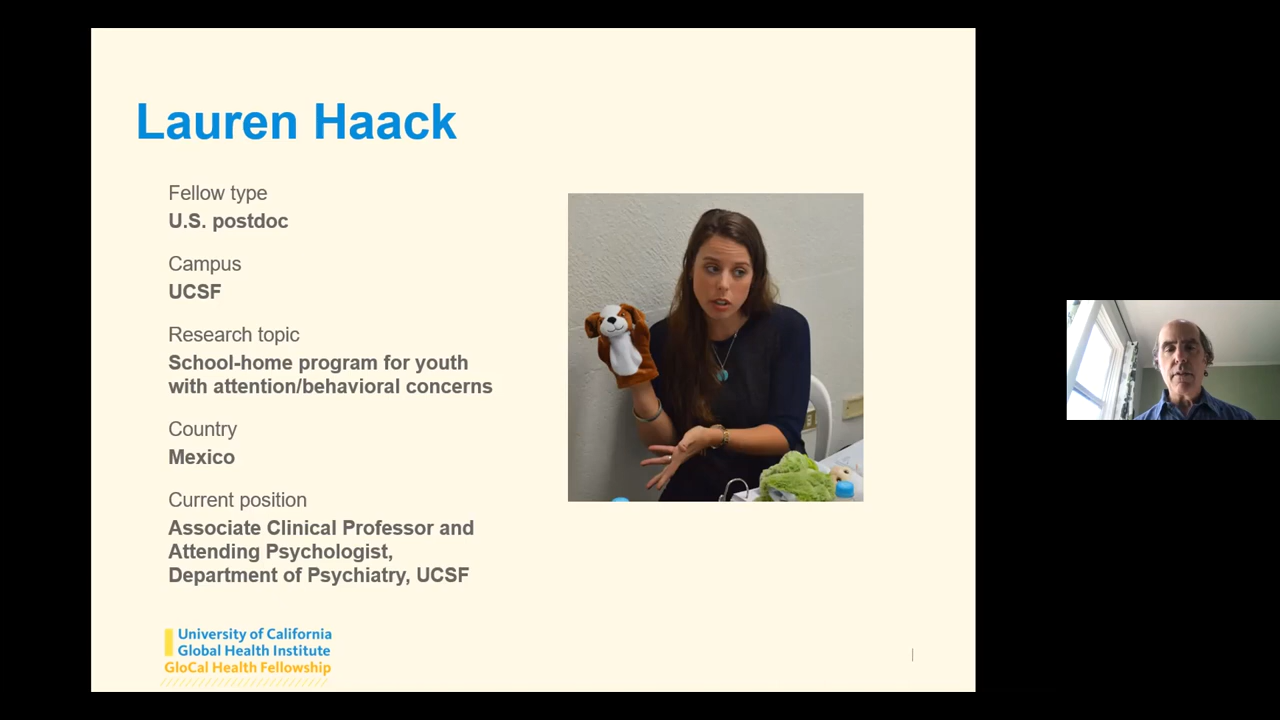 Lauren Haack
Fellow type
U.S. postdoc
Campus
UCSF
Research topic
School-home program for youth
with attention/behavioral concerns
Country
Mexico
Current position
Associate Clinical Professor and
Attending Psychologist,
Department of Psychiatry, UCSF
University of California
Global Health Institute
GloCal Health Fellowship